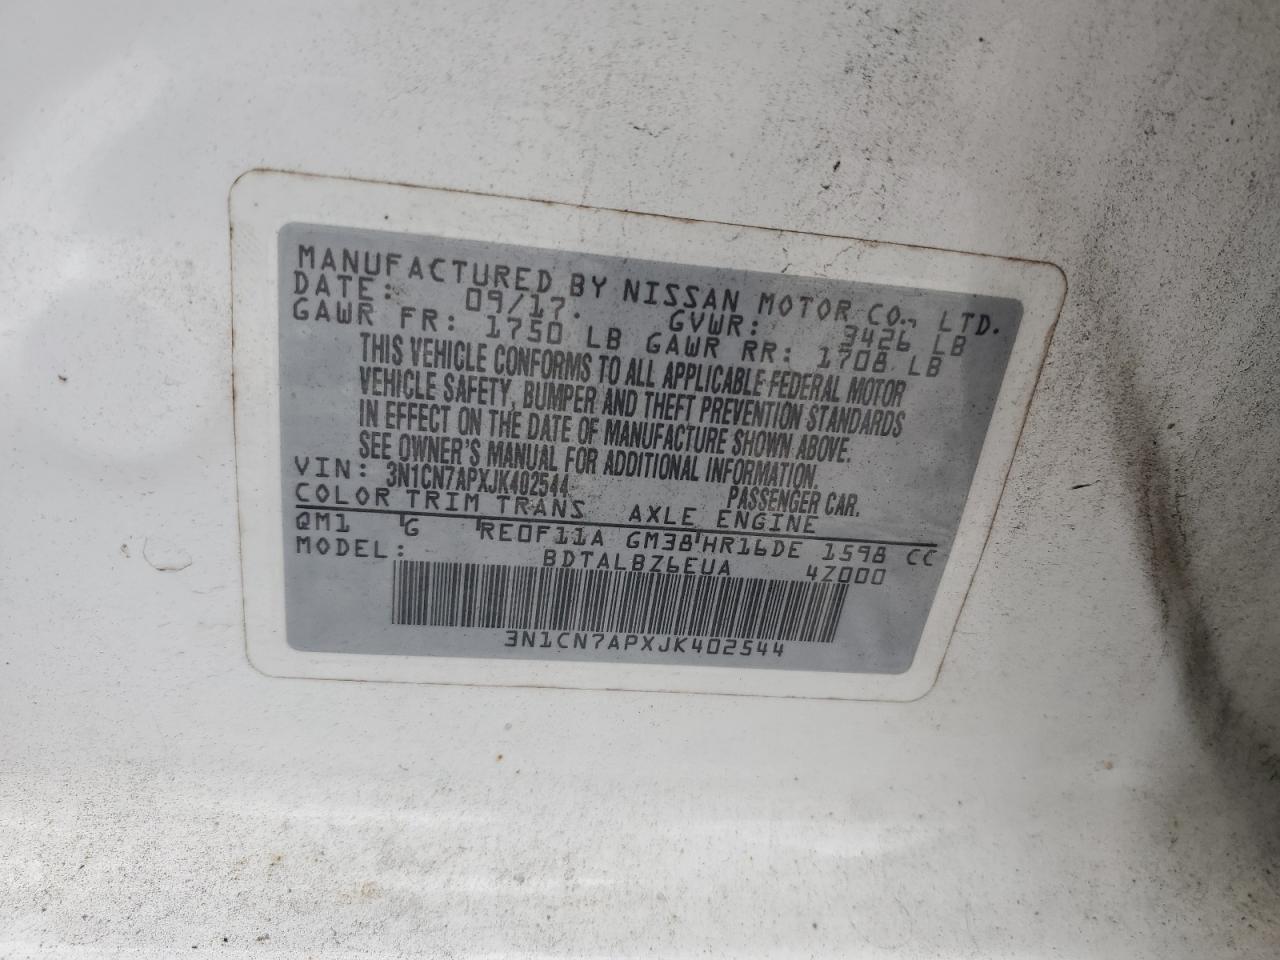 MANUFACTURED BY NISSAN MOTOR CO., LTD.
DATE: 09/17. GVWR: 3426 LB
GAWR FR: 1750 LB GAWR RR: 1708 LB
THIS VEHICLE CONFORMS TO ALL APPLICABLE FEDERAL MOTOR
VEHICLE SAFETY, BUMPER AND THEFT PREVENTION STANDARDS
IN EFFECT ON THE DATE OF MANUFACTURE SHOWN ABOVE.
SEE OWNER'S MANUAL FOR ADDITIONAL INFORMATION.
VIN: 3N1CN7APXJK402544 PASSENGER CAR.
COLOR TRIM TRANS AXLE ENGINE
QM1 G RE0F11A GM38 HR16DE 1598 CC
MODEL: BDTALBZ6EUA 4Z000
3N1CN7APXJK402544